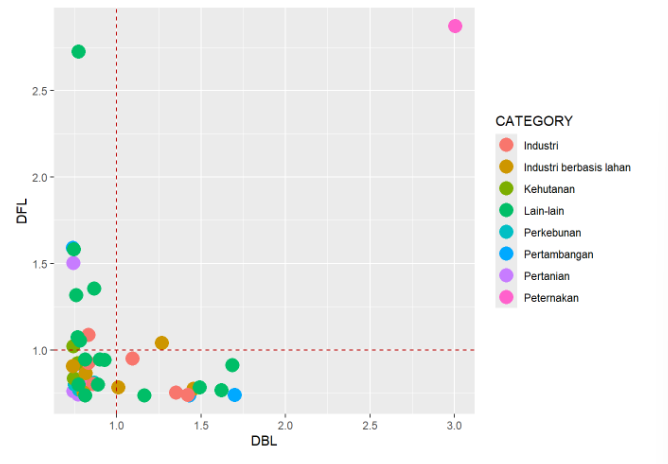 DFL
2.5
2.0
1.5
1.0
1.0
1.5
2.0
2.5
3.0
DBL
CATEGORY
Industri
Industri berbasis lahan
Kehutanan
Lain-lain
Perkebunan
Pertambangan
Pertanian
Peternakan